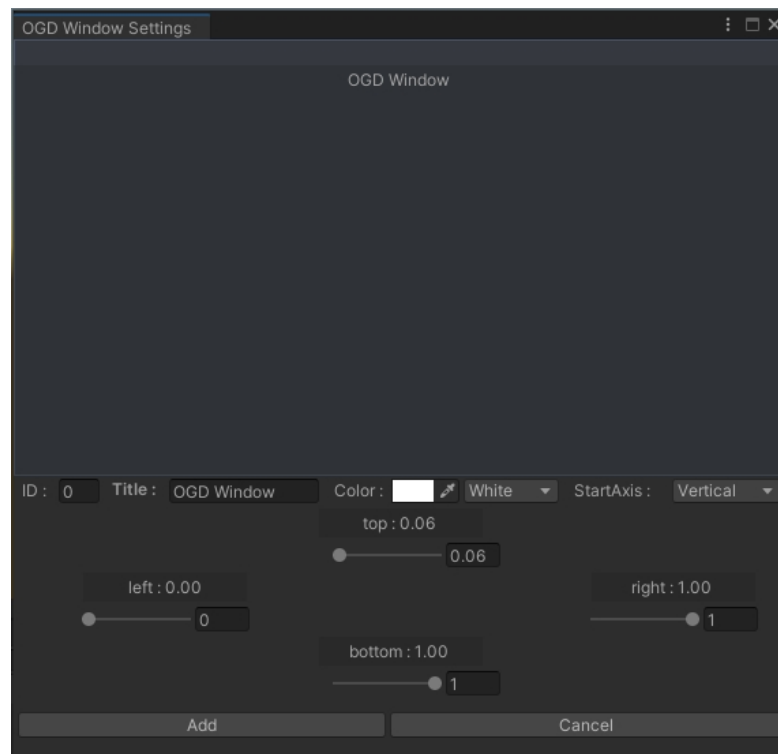 OGD Window Settings
OGD Window
ID : 0 Title : OGD Window Color : White StartAxis : Vertical
top : 0.06
0.06
left : 0.00 right : 1.00
0 1
bottom : 1.00
1
Add Cancel